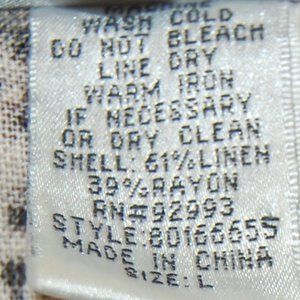 WASH COLD
DO NOT BLEACH
LINE DRY
WARM IRON
IF NECESSARY
OR DRY CLEAN
SHELL: 61%LINEN
39%RAYON
RN#92993
STYLE:8016665S
MADE IN CHINA
SIZE: L